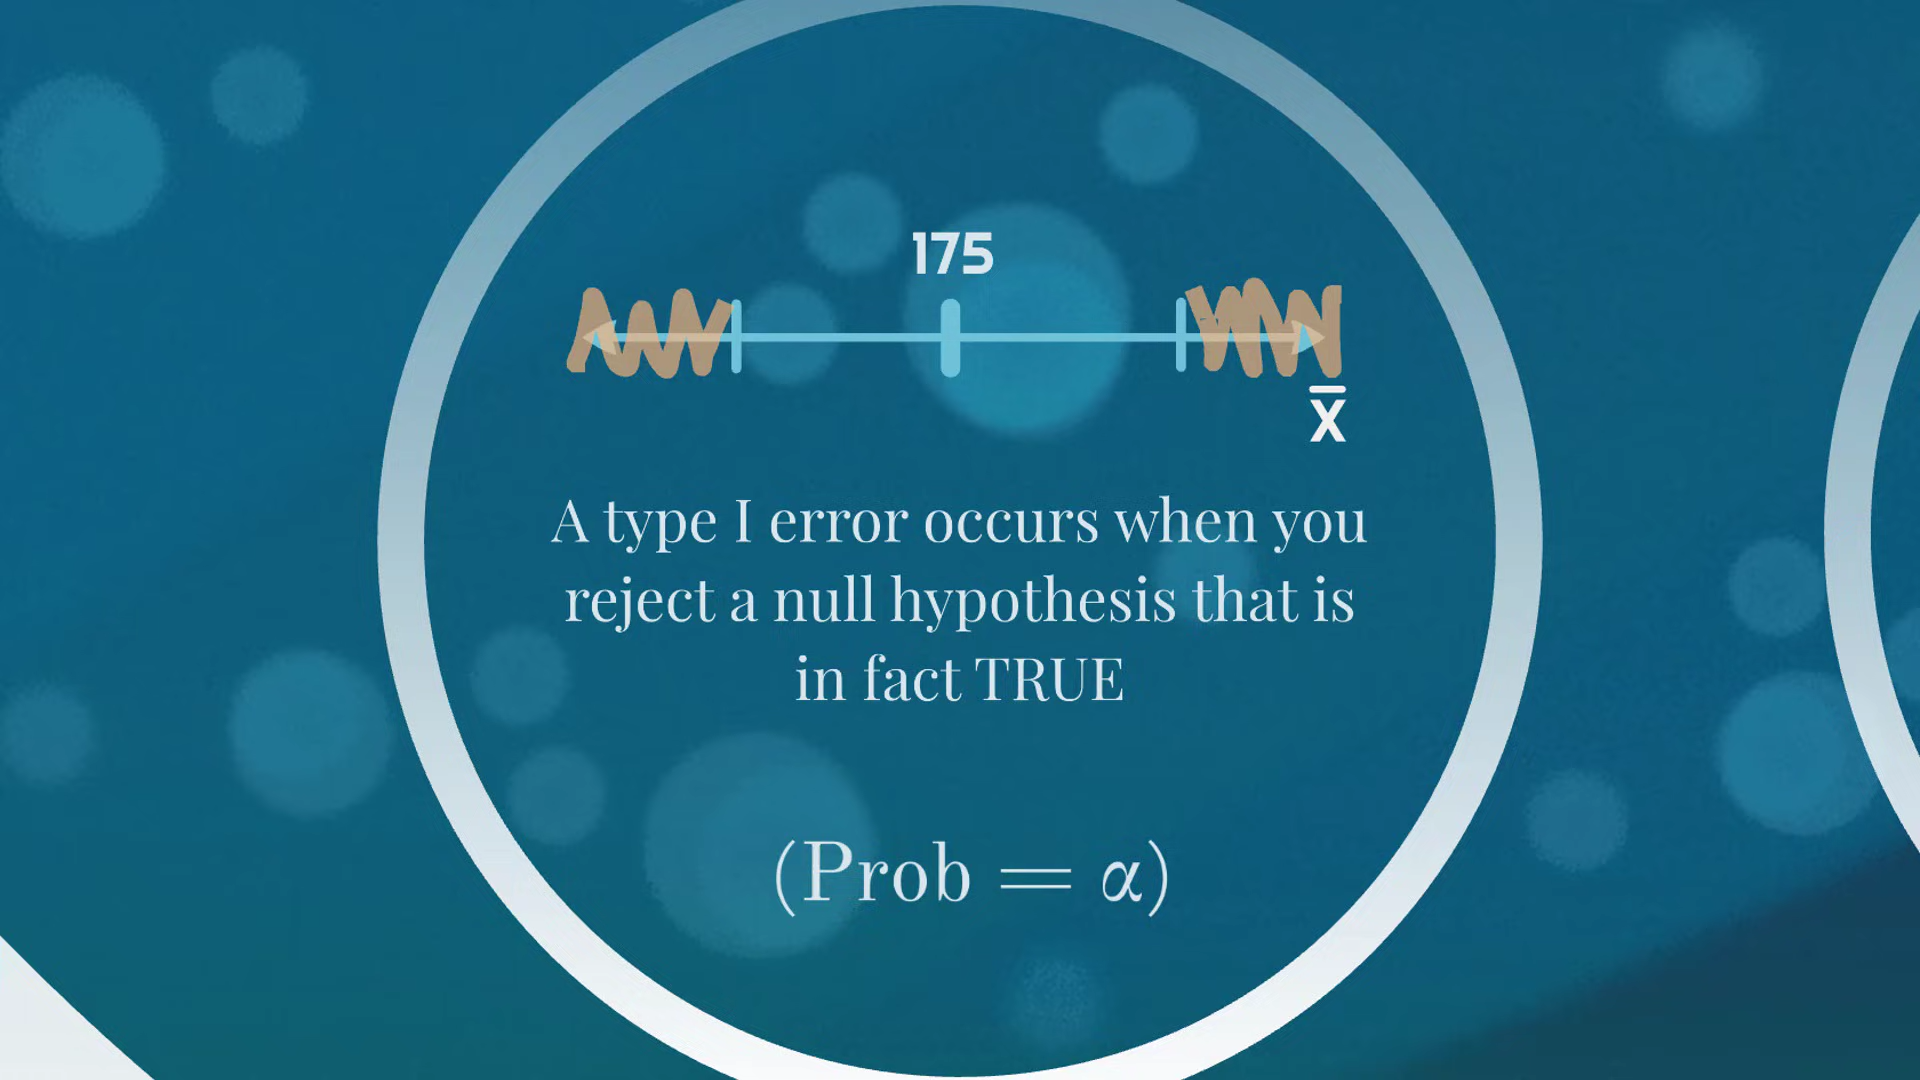 175
X̅
A type I error occurs when you
reject a null hypothesis that is
in fact TRUE
(Prob = α)